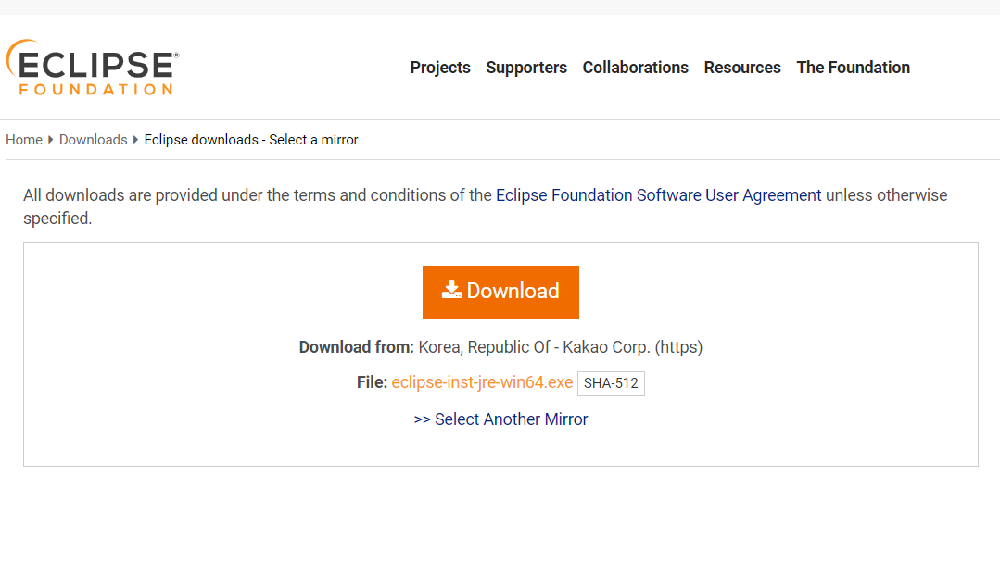 ECLIPSE®
FOUNDATION
Projects Supporters Collaborations Resources The Foundation
Home Downloads Eclipse downloads - Select a mirror
All downloads are provided under the terms and conditions of the Eclipse Foundation Software User Agreement unless otherwise
specified.
Download
Download from: Korea, Republic Of - Kakao Corp. (https)
File: eclipse-inst-jre-win64.exe SHA-512
>> Select Another Mirror